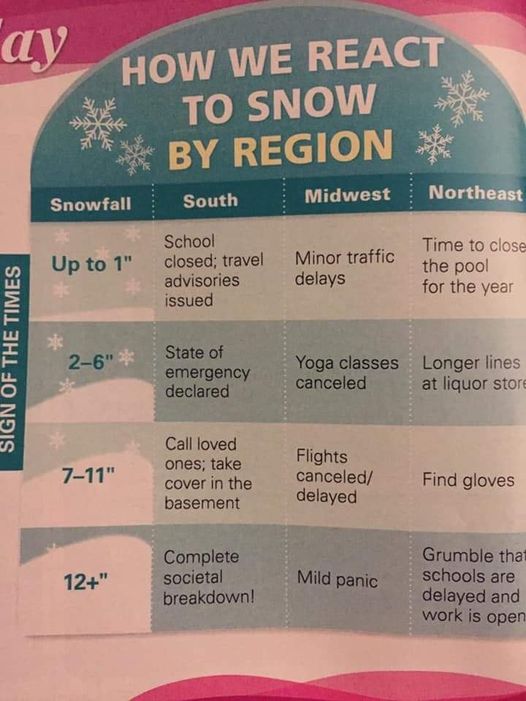 ay
HOW WE REACT
TO SNOW
BY REGION
Snowfall South Midwest Northeast
SIGN OF THE TIMES
Up to 1"
School
closed; travel
advisories
issued
Minor traffic
delays
Time to close
the pool
for the year
2–6"
State of
emergency
declared
Yoga classes
canceled
Longer lines
at liquor store
7–11"
Call loved
ones; take
cover in the
basement
Flights
canceled/
delayed
Find gloves
12+"
Complete
societal
breakdown!
Mild panic
Grumble that
schools are
delayed and
work is open